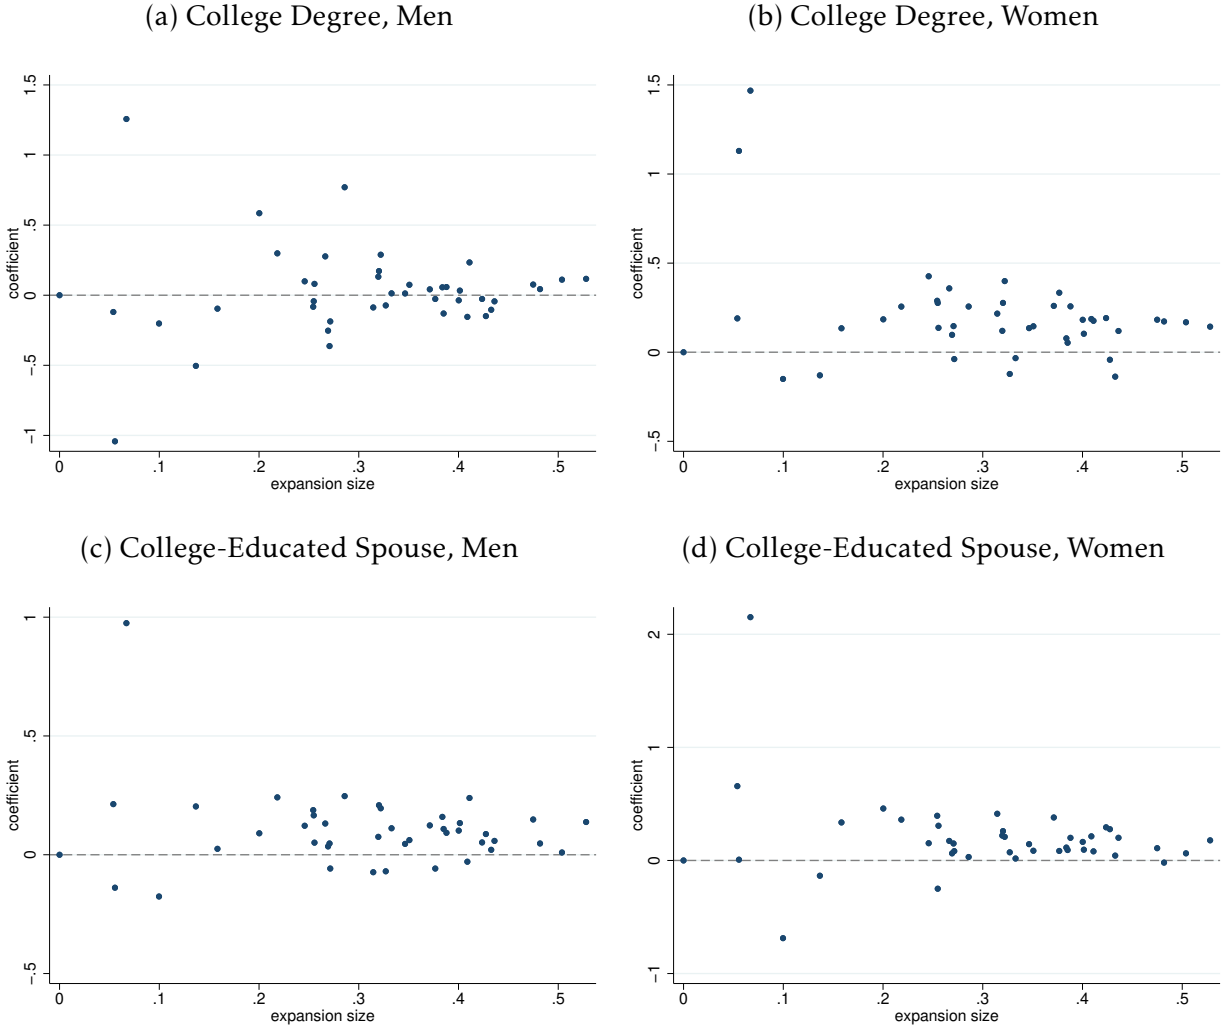 (a) College Degree, Men
1.5
1
.5
0
−.5
−1
coefficient
0 .1 .2 .3 .4 .5
expansion size
(b) College Degree, Women
1.5
1
.5
0
−.5
coefficient
0 .1 .2 .3 .4 .5
expansion size
(c) College-Educated Spouse, Men
1
.5
0
−.5
coefficient
0 .1 .2 .3 .4 .5
expansion size
(d) College-Educated Spouse, Women
2
1
0
−1
coefficient
0 .1 .2 .3 .4 .5
expansion size